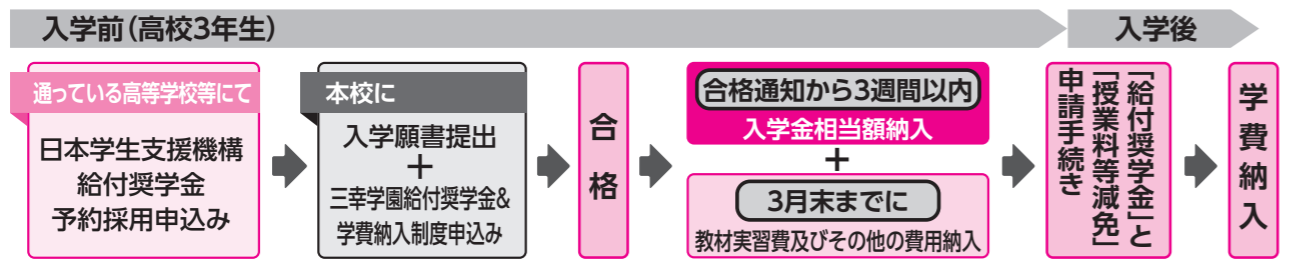 入学前(高校3年生)
入学後
通っている高等学校等にて
日本学生支援機構
給付奨学金
予約採用申込み
本校に
入学願書提出
＋
三幸学園給付奨学金&
学費納入制度申込み
合格
合格通知から3週間以内
入学金相当額納入
＋
3月末までに
教材実習費及びその他の費用納入
「給付奨学金」と
「授業料等減免」
申請手続き
学費納入